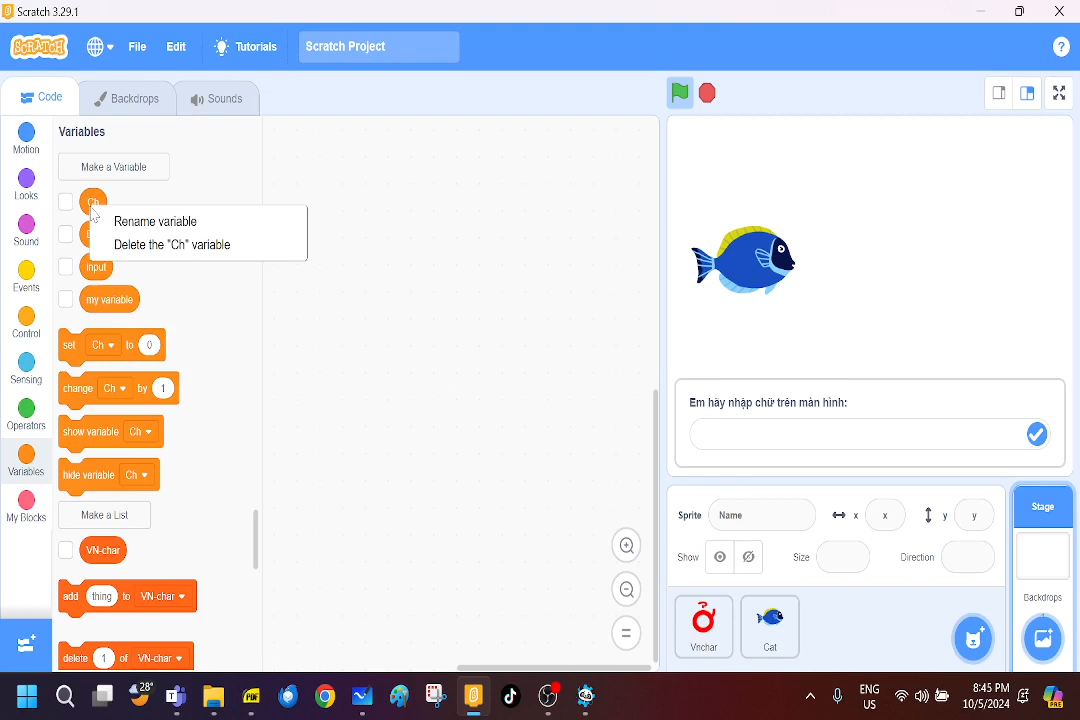 Scratch 3.29.1
SCRATCH
File
Edit
Tutorials
Scratch Project
?
Code
Backdrops
Sounds
Motion
Looks
Sound
Events
Control
Sensing
Operators
Variables
My Blocks
Variables
Make a Variable
Ch
Rename variable
Delete the "Ch" variable
input
my variable
set Ch to 0
change Ch by 1
show variable Ch
hide variable Ch
Make a List
VN-char
add thing to VN-char
delete 1 of VN-char
Em hãy nhập chữ trên màn hình:
Sprite Name x x y y
Show Size Direction
Vnchar
Cat
Stage
Backdrops
28°
PDF
ENG
US
8:45 PM
10/5/2024
PRE